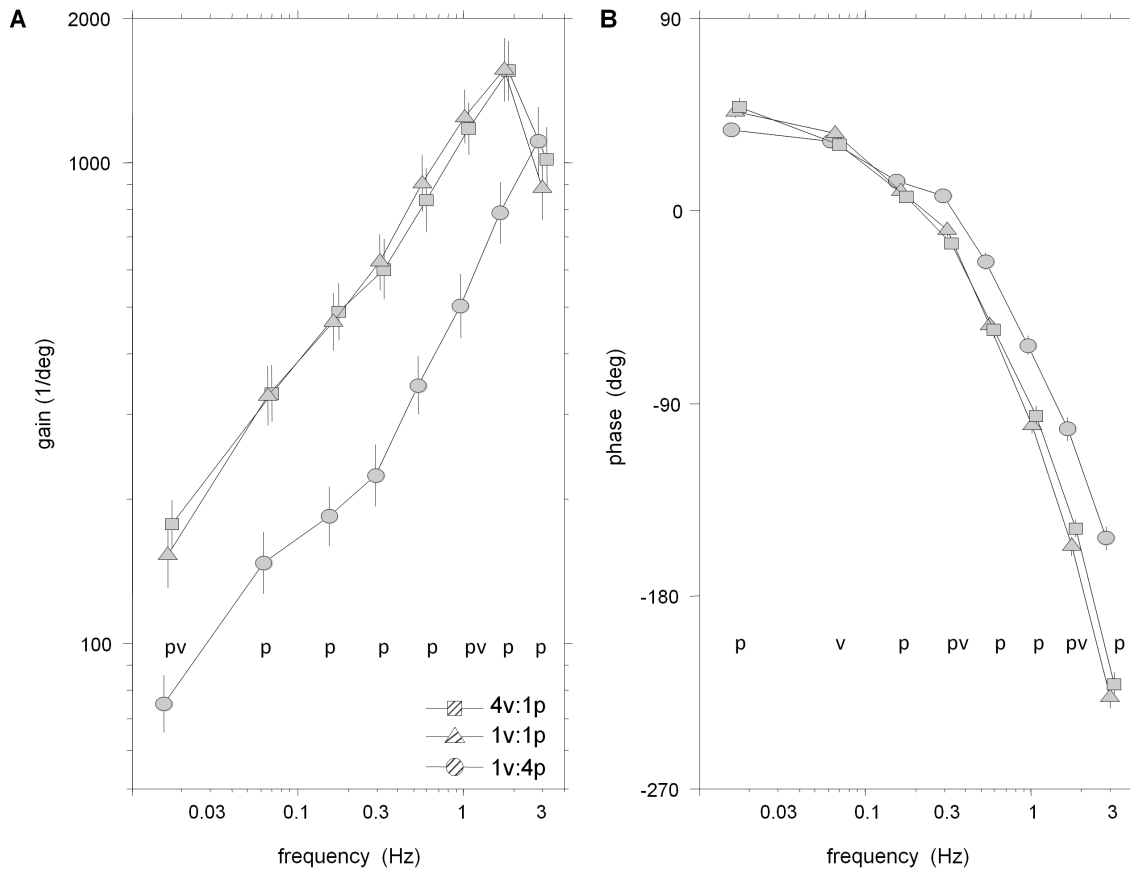 A
2000
1000
100
gain (1/deg)
pv p p p p pv p p
4v:1p
1v:1p
1v:4p
0.03 0.1 0.3 1 3
frequency (Hz)
B
90
0
-90
-180
-270
phase (deg)
p v p pv p p pv p
0.03 0.1 0.3 1 3
frequency (Hz)